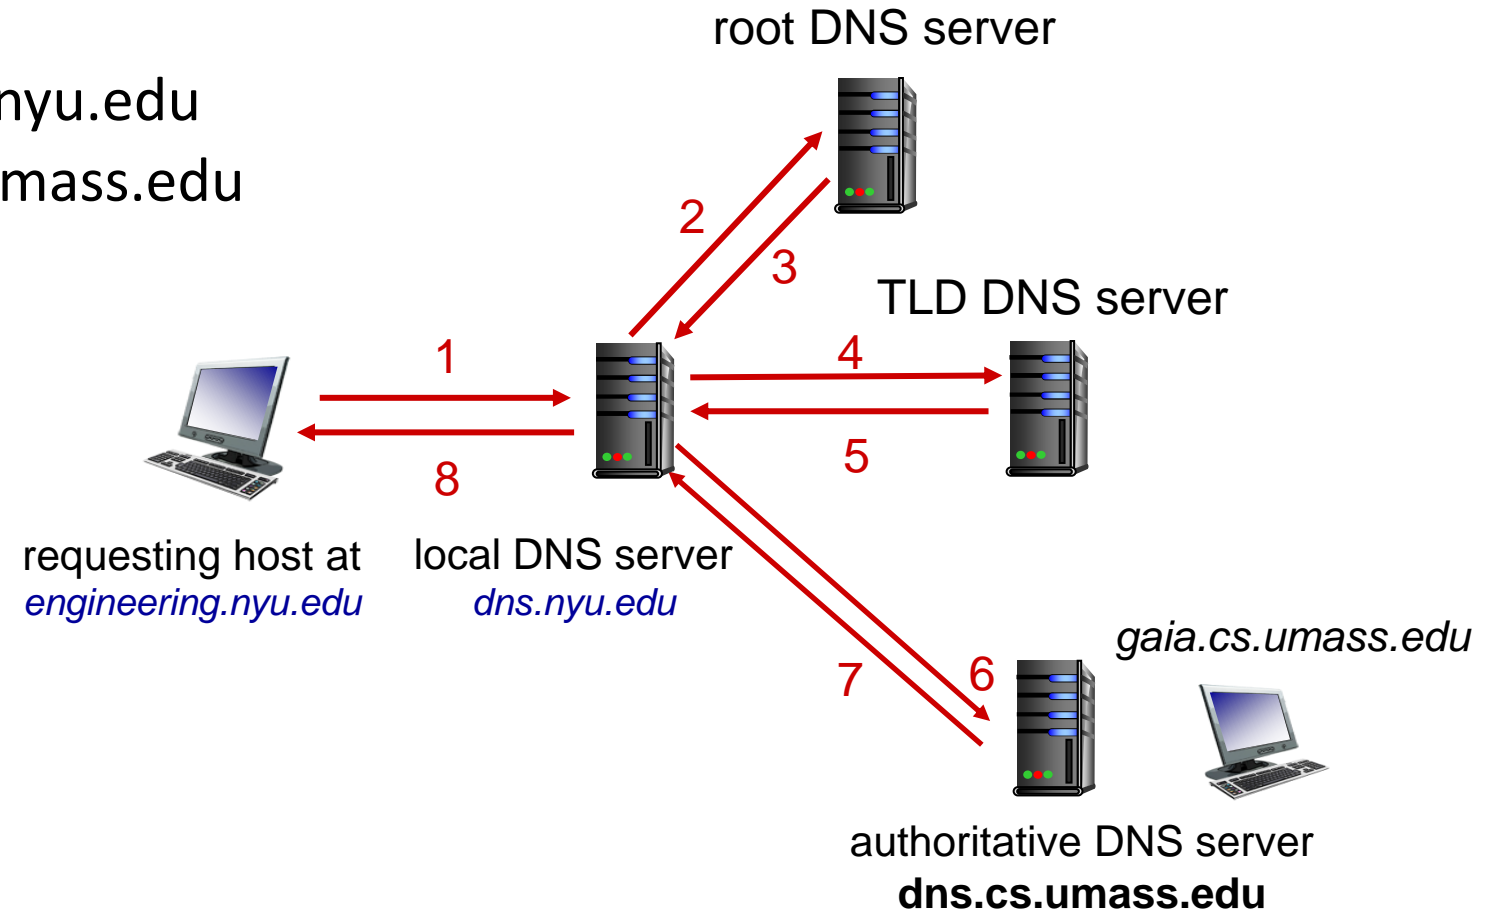 root DNS server
nyu.edu
mass.edu
2
3
TLD DNS server
1
4
8
5
requesting host at
engineering.nyu.edu
local DNS server
dns.nyu.edu
gaia.cs.umass.edu
7
6
authoritative DNS server
dns.cs.umass.edu